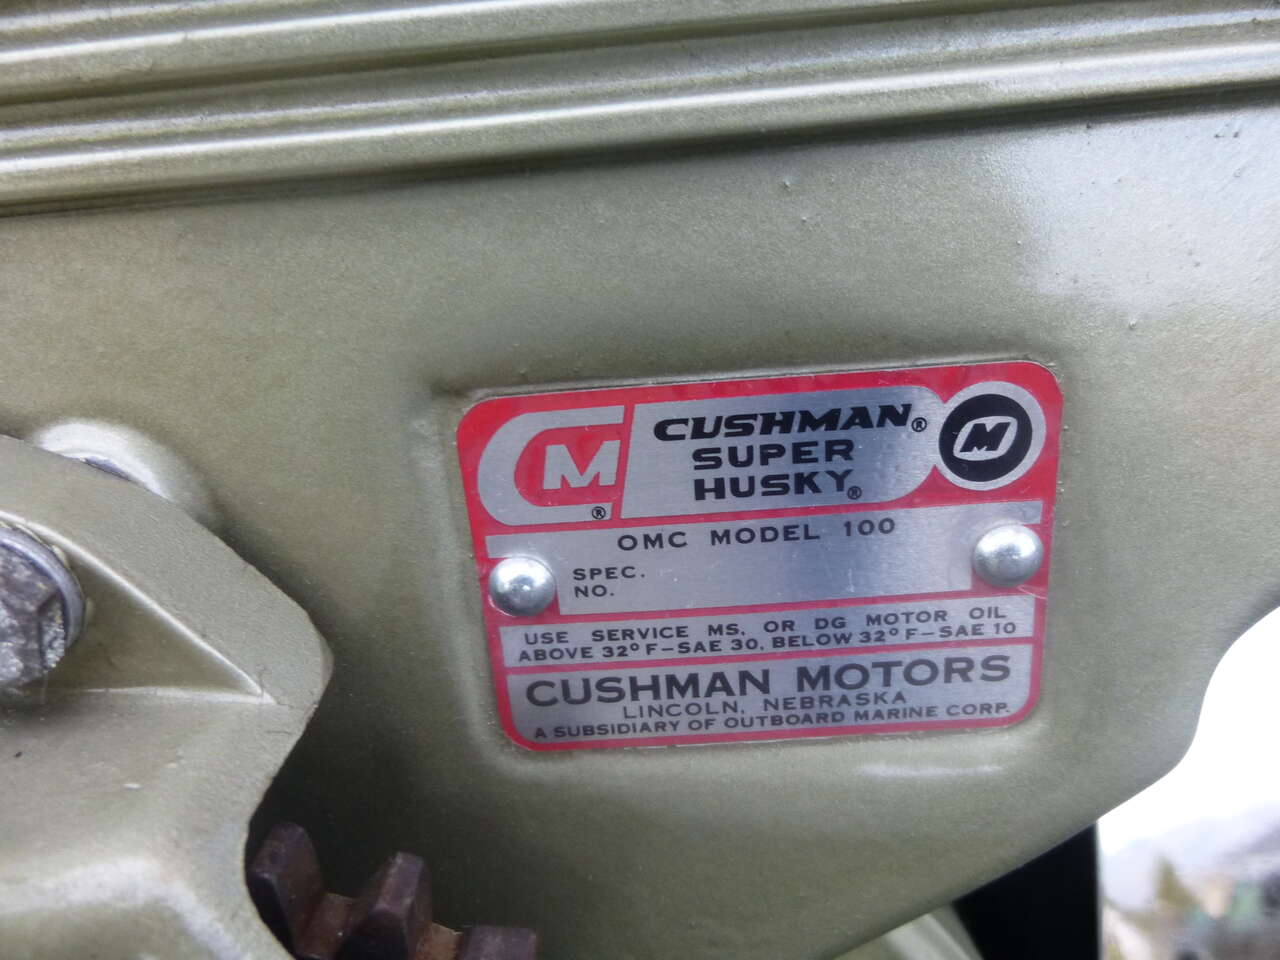 CM®
CUSHMAN®
SUPER
HUSKY®
M
OMC MODEL 100
SPEC.
NO.
USE SERVICE MS, OR DG MOTOR OIL
ABOVE 32° F-SAE 30, BELOW 32° F-SAE 10
CUSHMAN MOTORS
LINCOLN, NEBRASKA
A SUBSIDIARY OF OUTBOARD MARINE CORP.